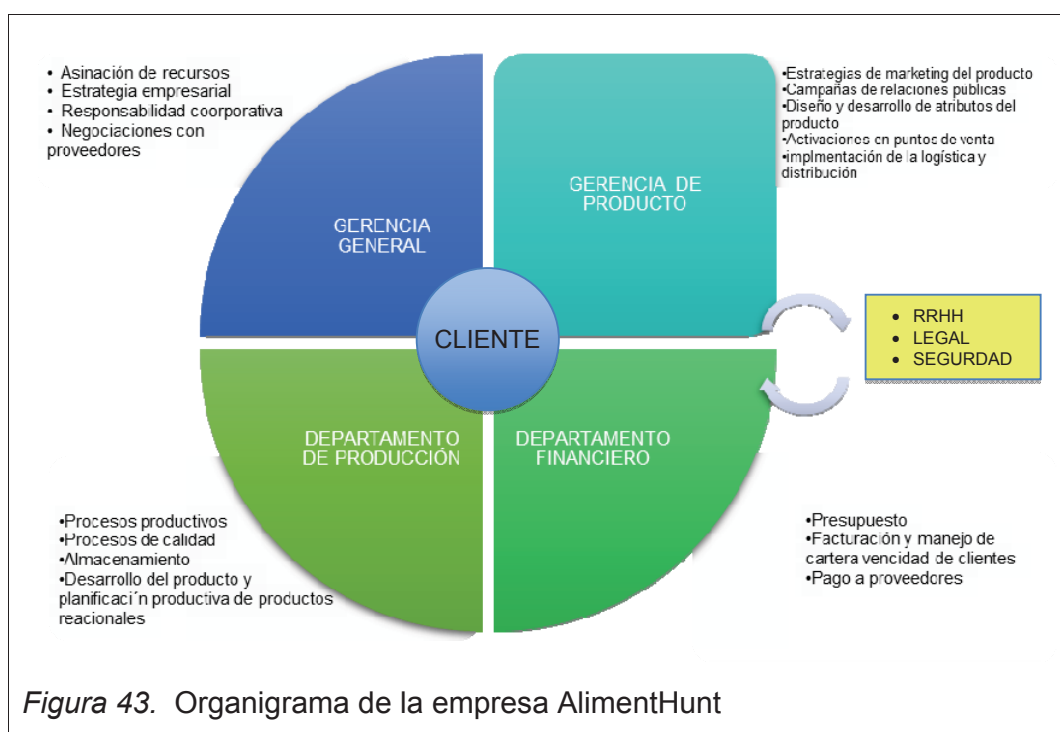 • Asinación de recursos
• Estrategia empresarial
• Responsabilidad coorporativa
• Negociaciones con
proveedores
•Estrategias de marketing del producto
•Campañas de relaciones publicas
•Diseño y desarrollo de atributos del
producto
•Activaciones en puntos de venta
•implmentación de la logística y
distribución
GERENCIA
GENERAL
GERENCIA DE
PRODUCTO
CLIENTE
• RRHH
• LEGAL
• SEGURDAD
DEPARTAMENTO
DE PRODUCCIÓN
DEPARTAMENTO
FINANCIERO
•Procesos productivos
•Procesos de calidad
•Almacenamiento
•Desarrollo del producto y
planificaci´n productiva de productos
reacionales
•Presupuesto
•Facturación y manejo de
cartera vencidad de clientes
•Pago a proveedores
Figura 43. Organigrama de la empresa AlimentHunt